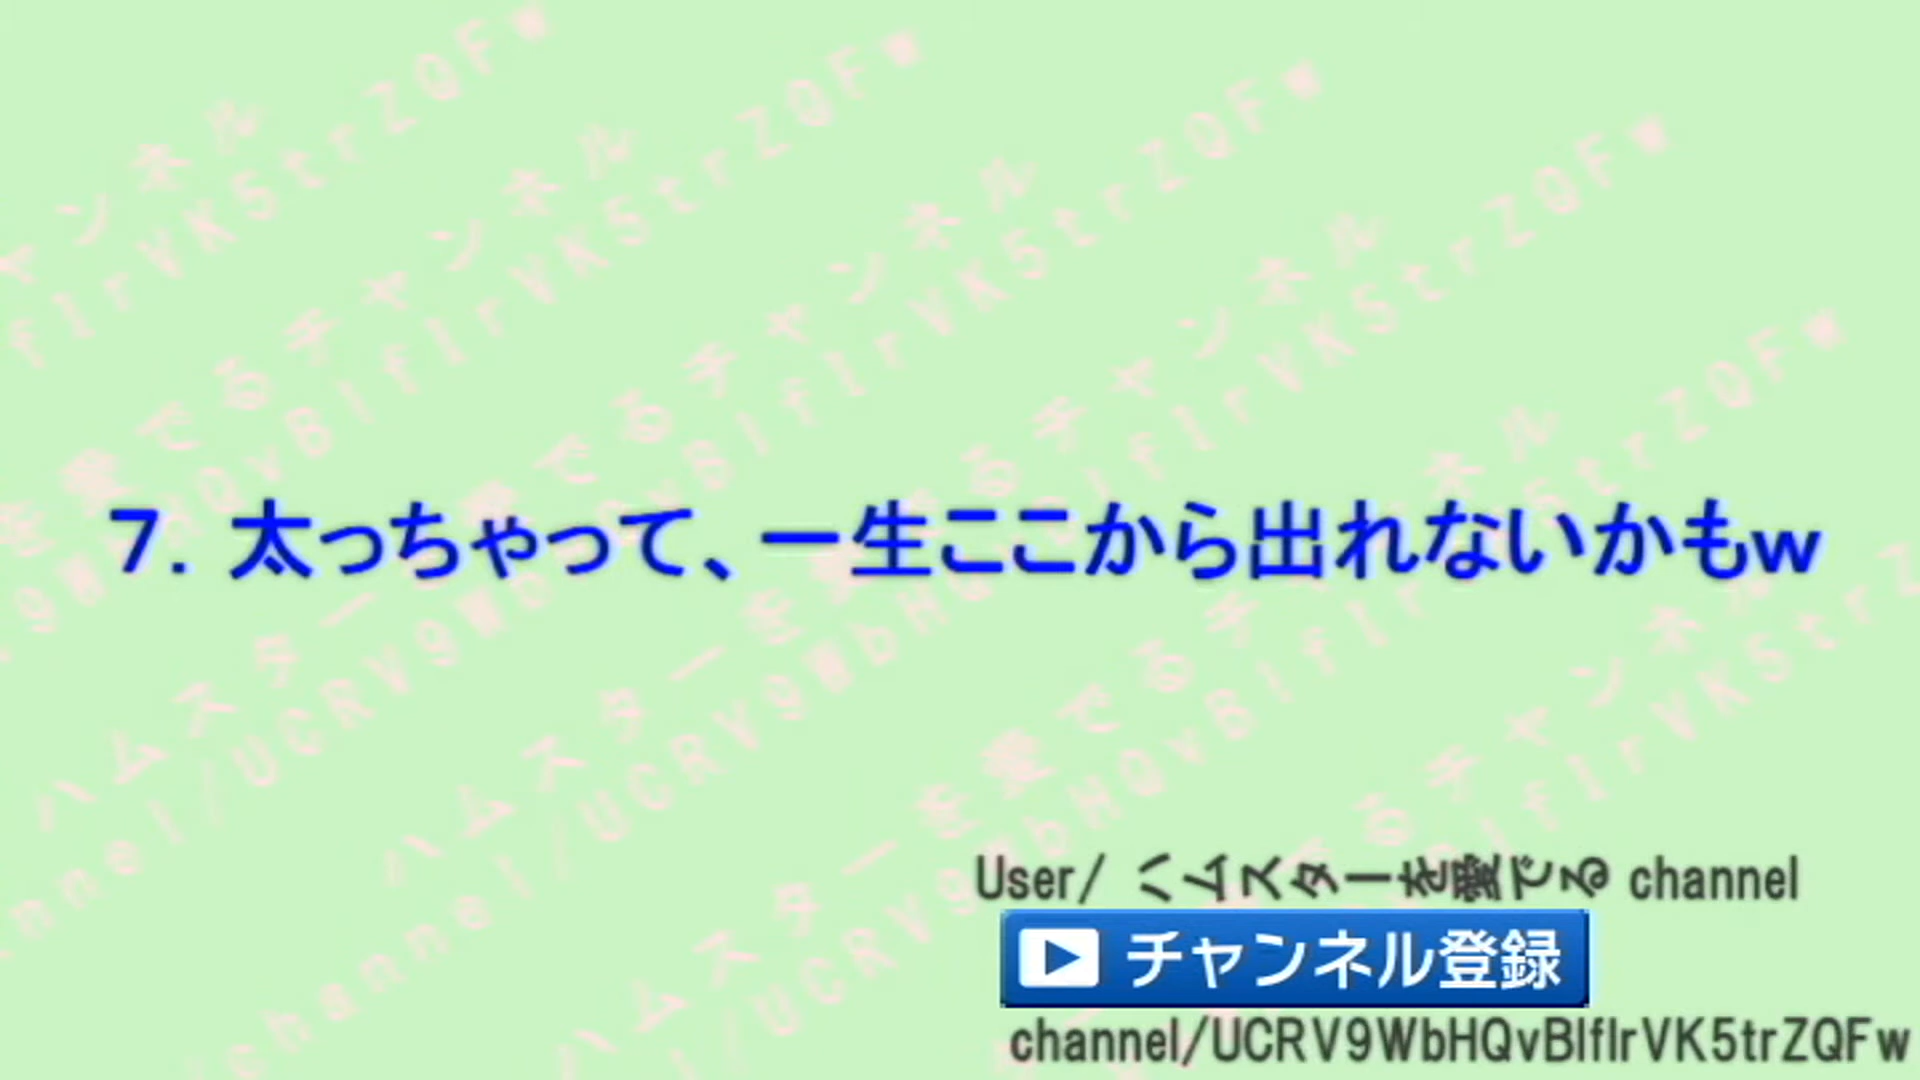 7. 太っちゃって、一生ここから出れないかもw
User/ ハムスターを愛でる channel
チャンネル登録
channel/UCRV9WbHQvBlfIrVK5trZQFw